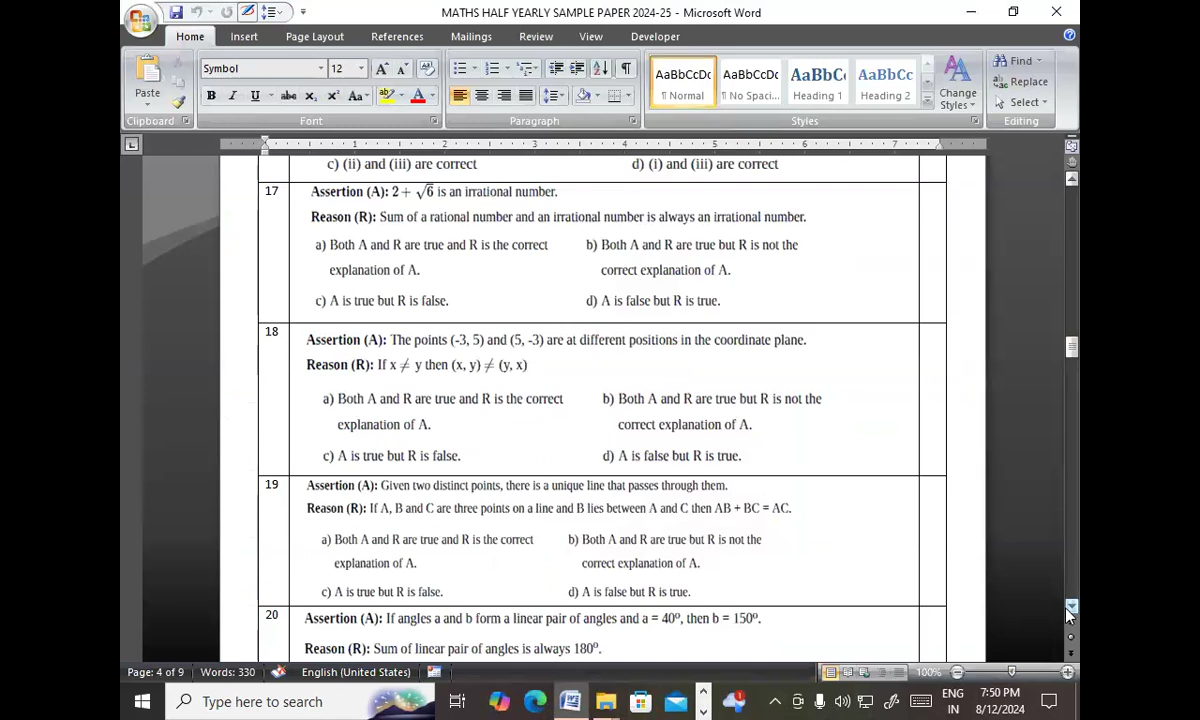 MATHS HALF YEARLY SAMPLE PAPER 2024-25 - Microsoft Word
Home Insert Page Layout References Mailings Review View Developer
Paste
Clipboard
Symbol 12
B I U abc x₂ x² Aa A
Font
Paragraph
AaBbCcDc AaBbCcDc AaBbC AaBbCc
¶ Normal ¶ No Spaci... Heading 1 Heading 2
Change
Styles
Styles
Find
Replace
Select
Editing
1 2 3 4 5 6 7
c) (ii) and (iii) are correct d) (i) and (iii) are correct
17 Assertion (A): 2 + √6 is an irrational number.
Reason (R): Sum of a rational number and an irrational number is always an irrational number.
a) Both A and R are true and R is the correct b) Both A and R are true but R is not the
explanation of A. correct explanation of A.
c) A is true but R is false. d) A is false but R is true.
18 Assertion (A): The points (-3, 5) and (5, -3) are at different positions in the coordinate plane.
Reason (R): If x ≠ y then (x, y) ≠ (y, x)
a) Both A and R are true and R is the correct b) Both A and R are true but R is not the
explanation of A. correct explanation of A.
c) A is true but R is false. d) A is false but R is true.
19 Assertion (A): Given two distinct points, there is a unique line that passes through them.
Reason (R): If A, B and C are three points on a line and B lies between A and C then AB + BC = AC.
a) Both A and R are true and R is the correct b) Both A and R are true but R is not the
explanation of A. correct explanation of A.
c) A is true but R is false. d) A is false but R is true.
20 Assertion (A): If angles a and b form a linear pair of angles and a = 40º, then b = 150º.
Reason (R): Sum of linear pair of angles is always 180º.
Page: 4 of 9 Words: 330 English (United States) 100%
Type here to search
ENG
IN
7:50 PM
8/12/2024